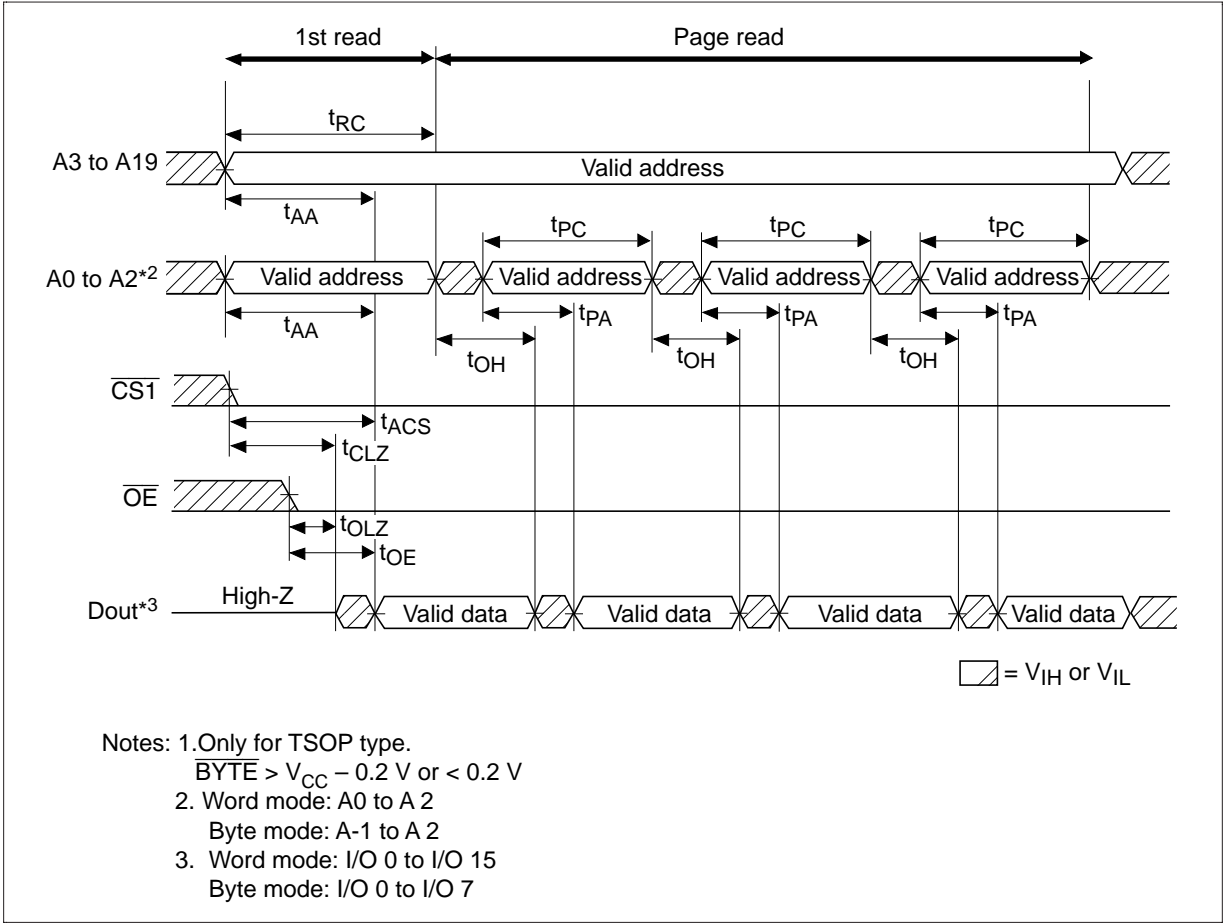 1st read
Page read
tRC
A3 to A19
Valid address
tAA
tPC
tPC
tPC
A0 to A2*2
Valid address
Valid address
Valid address
Valid address
tAA
tPA
tPA
tPA
tOH
tOH
tOH
CS1
tACS
tCLZ
OE
tOLZ
tOE
Dout*3
High-Z
Valid data
Valid data
Valid data
Valid data
= VIH or VIL
Notes: 1.Only for TSOP type.
BYTE > VCC – 0.2 V or < 0.2 V
2. Word mode: A0 to A 2
Byte mode: A-1 to A 2
3. Word mode: I/O 0 to I/O 15
Byte mode: I/O 0 to I/O 7